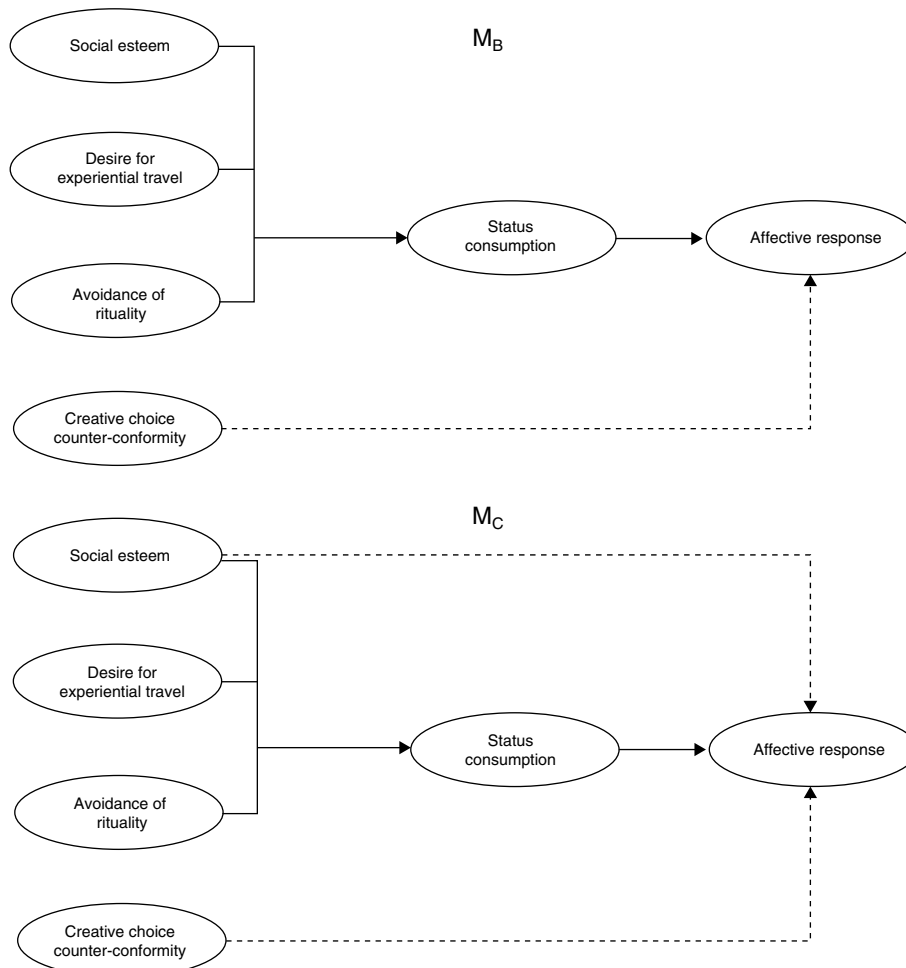 Social esteem
M_B
Desire for
experiential travel
Status
consumption
Affective response
Avoidance of
rituality
Creative choice
counter-conformity
M_C
Social esteem
Desire for
experiential travel
Status
consumption
Affective response
Avoidance of
rituality
Creative choice
counter-conformity